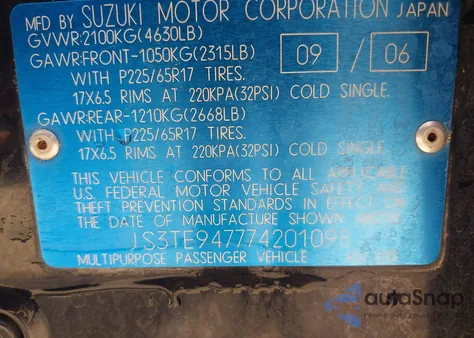 MFD BY SUZUKI MOTOR CORPORATION JAPAN
GVWR:2100KG(4630LB)
GAWR:FRONT-1050KG(2315LB) 09 / 06
WITH P225/65R17 TIRES.
17X6.5 RIMS AT 220KPA(32PSI) COLD SINGLE.
GAWR:REAR-1210KG(2668LB)
WITH P225/65R17 TIRES.
17X6.5 RIMS AT 220KPA(32PSI) COLD SINGLE.
THIS VEHICLE CONFORMS TO ALL APPLICABLE
U.S. FEDERAL MOTOR VEHICLE SAFETY AND
THEFT PREVENTION STANDARDS IN EFFECT ON
THE DATE OF MANUFACTURE SHOWN ABOVE.
JS3TE947774201098
MULTIPURPOSE PASSENGER VEHICLE
autoSnap